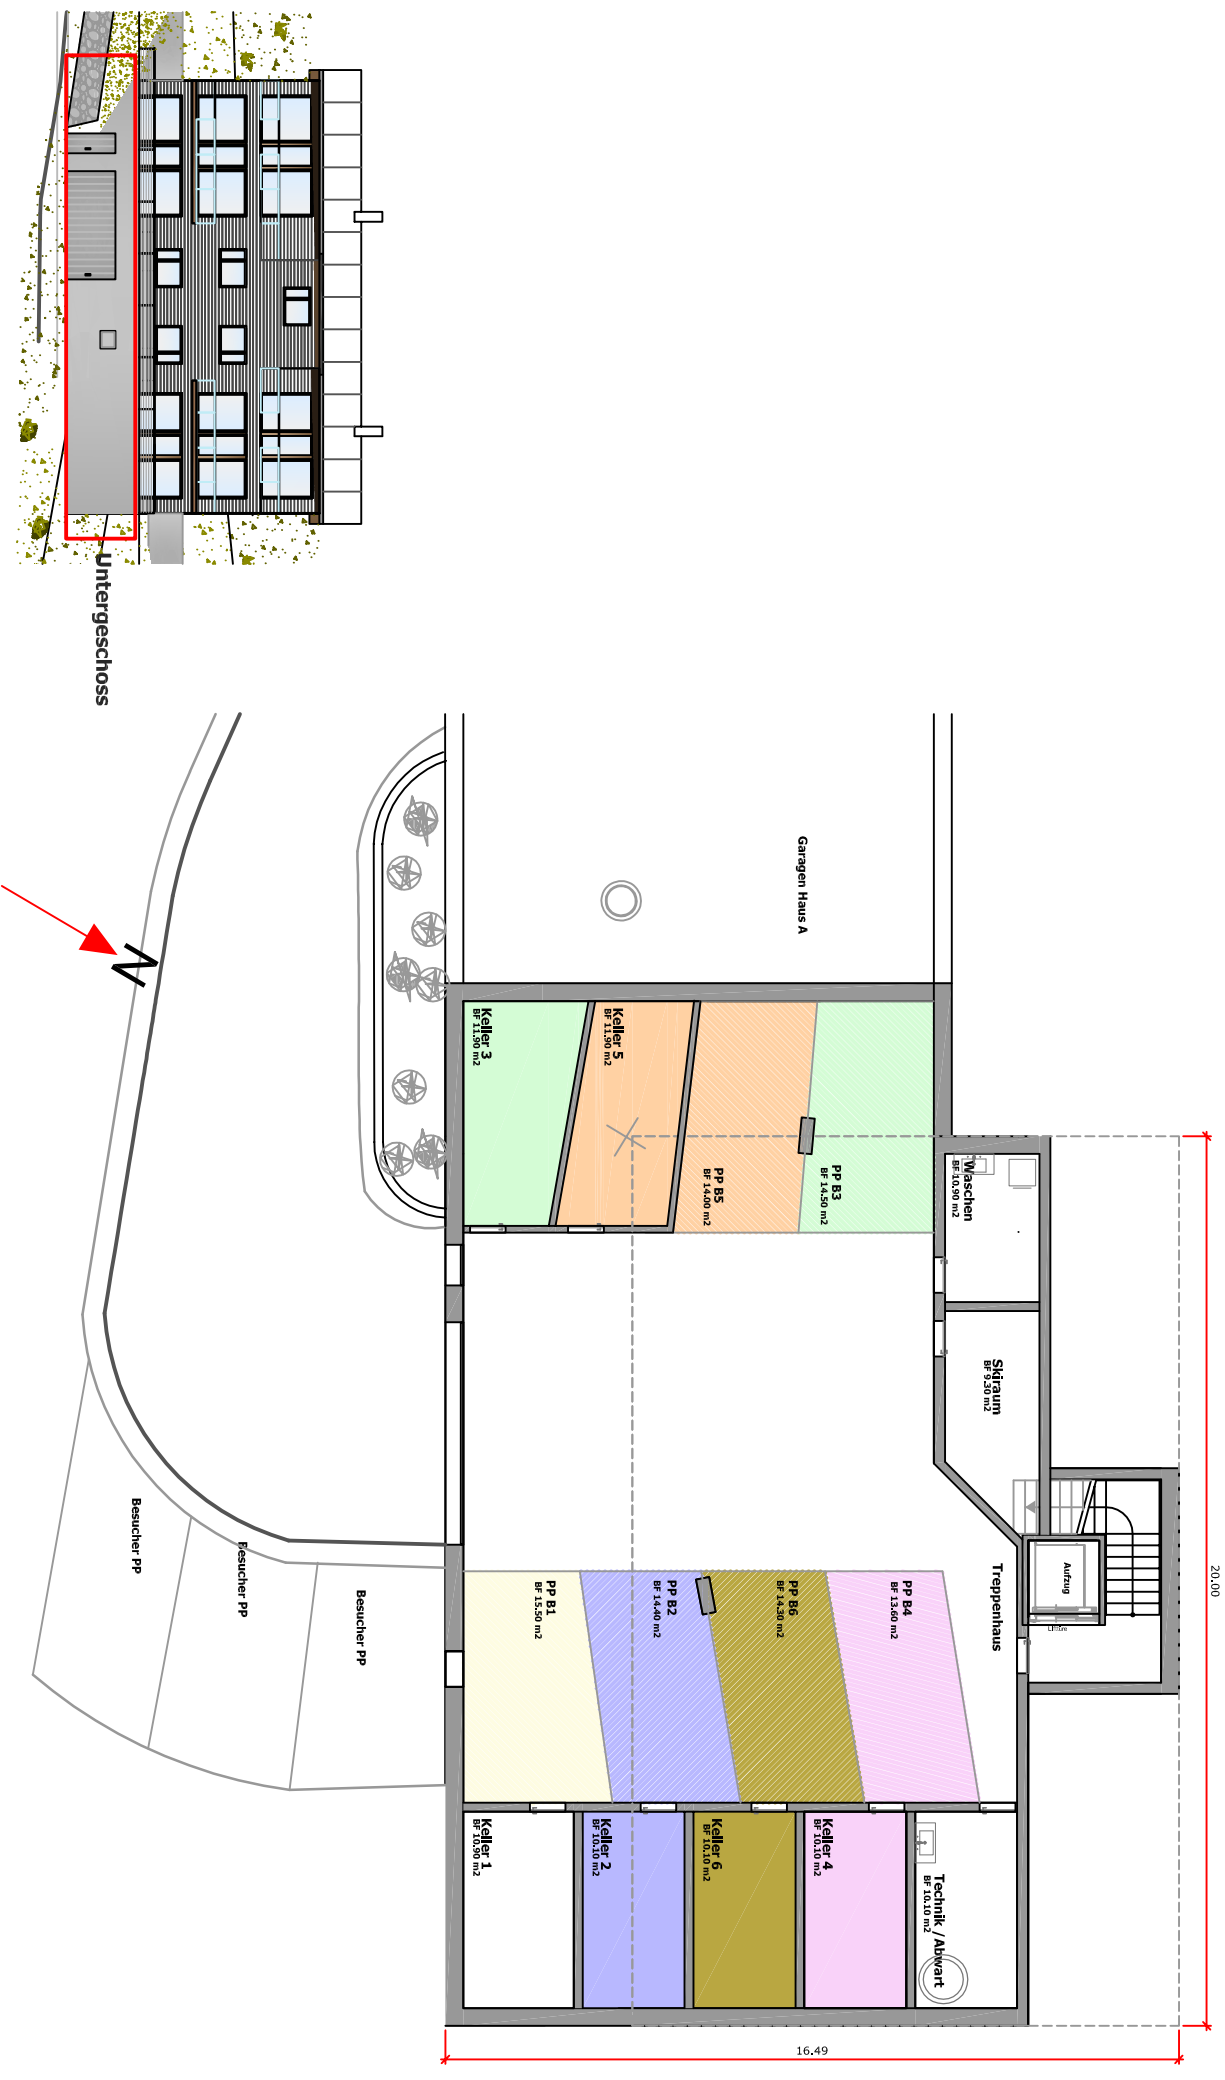 Untergeschoss
Garagen Haus A
N
Keller 3
BF 11.90 m2
Keller 5
BF 11.90 m2
PP B5
BF 14.00 m2
PP B3
BF 14.50 m2
Waschen
BF 10.90 m2
Skiraum
BF 9.30 m2
Treppenhaus
Aufzug
20.00
Besucher PP
Besucher PP
Besucher PP
PP B1
BF 15.50 m2
PP B2
BF 14.40 m2
PP B6
BF 14.30 m2
PP B4
BF 13.60 m2
Keller 1
BF 10.90 m2
Keller 2
BF 10.10 m2
Keller 6
BF 10.10 m2
Keller 4
BF 10.10 m2
Technik / Abwart
BF 10.10 m2
16.49